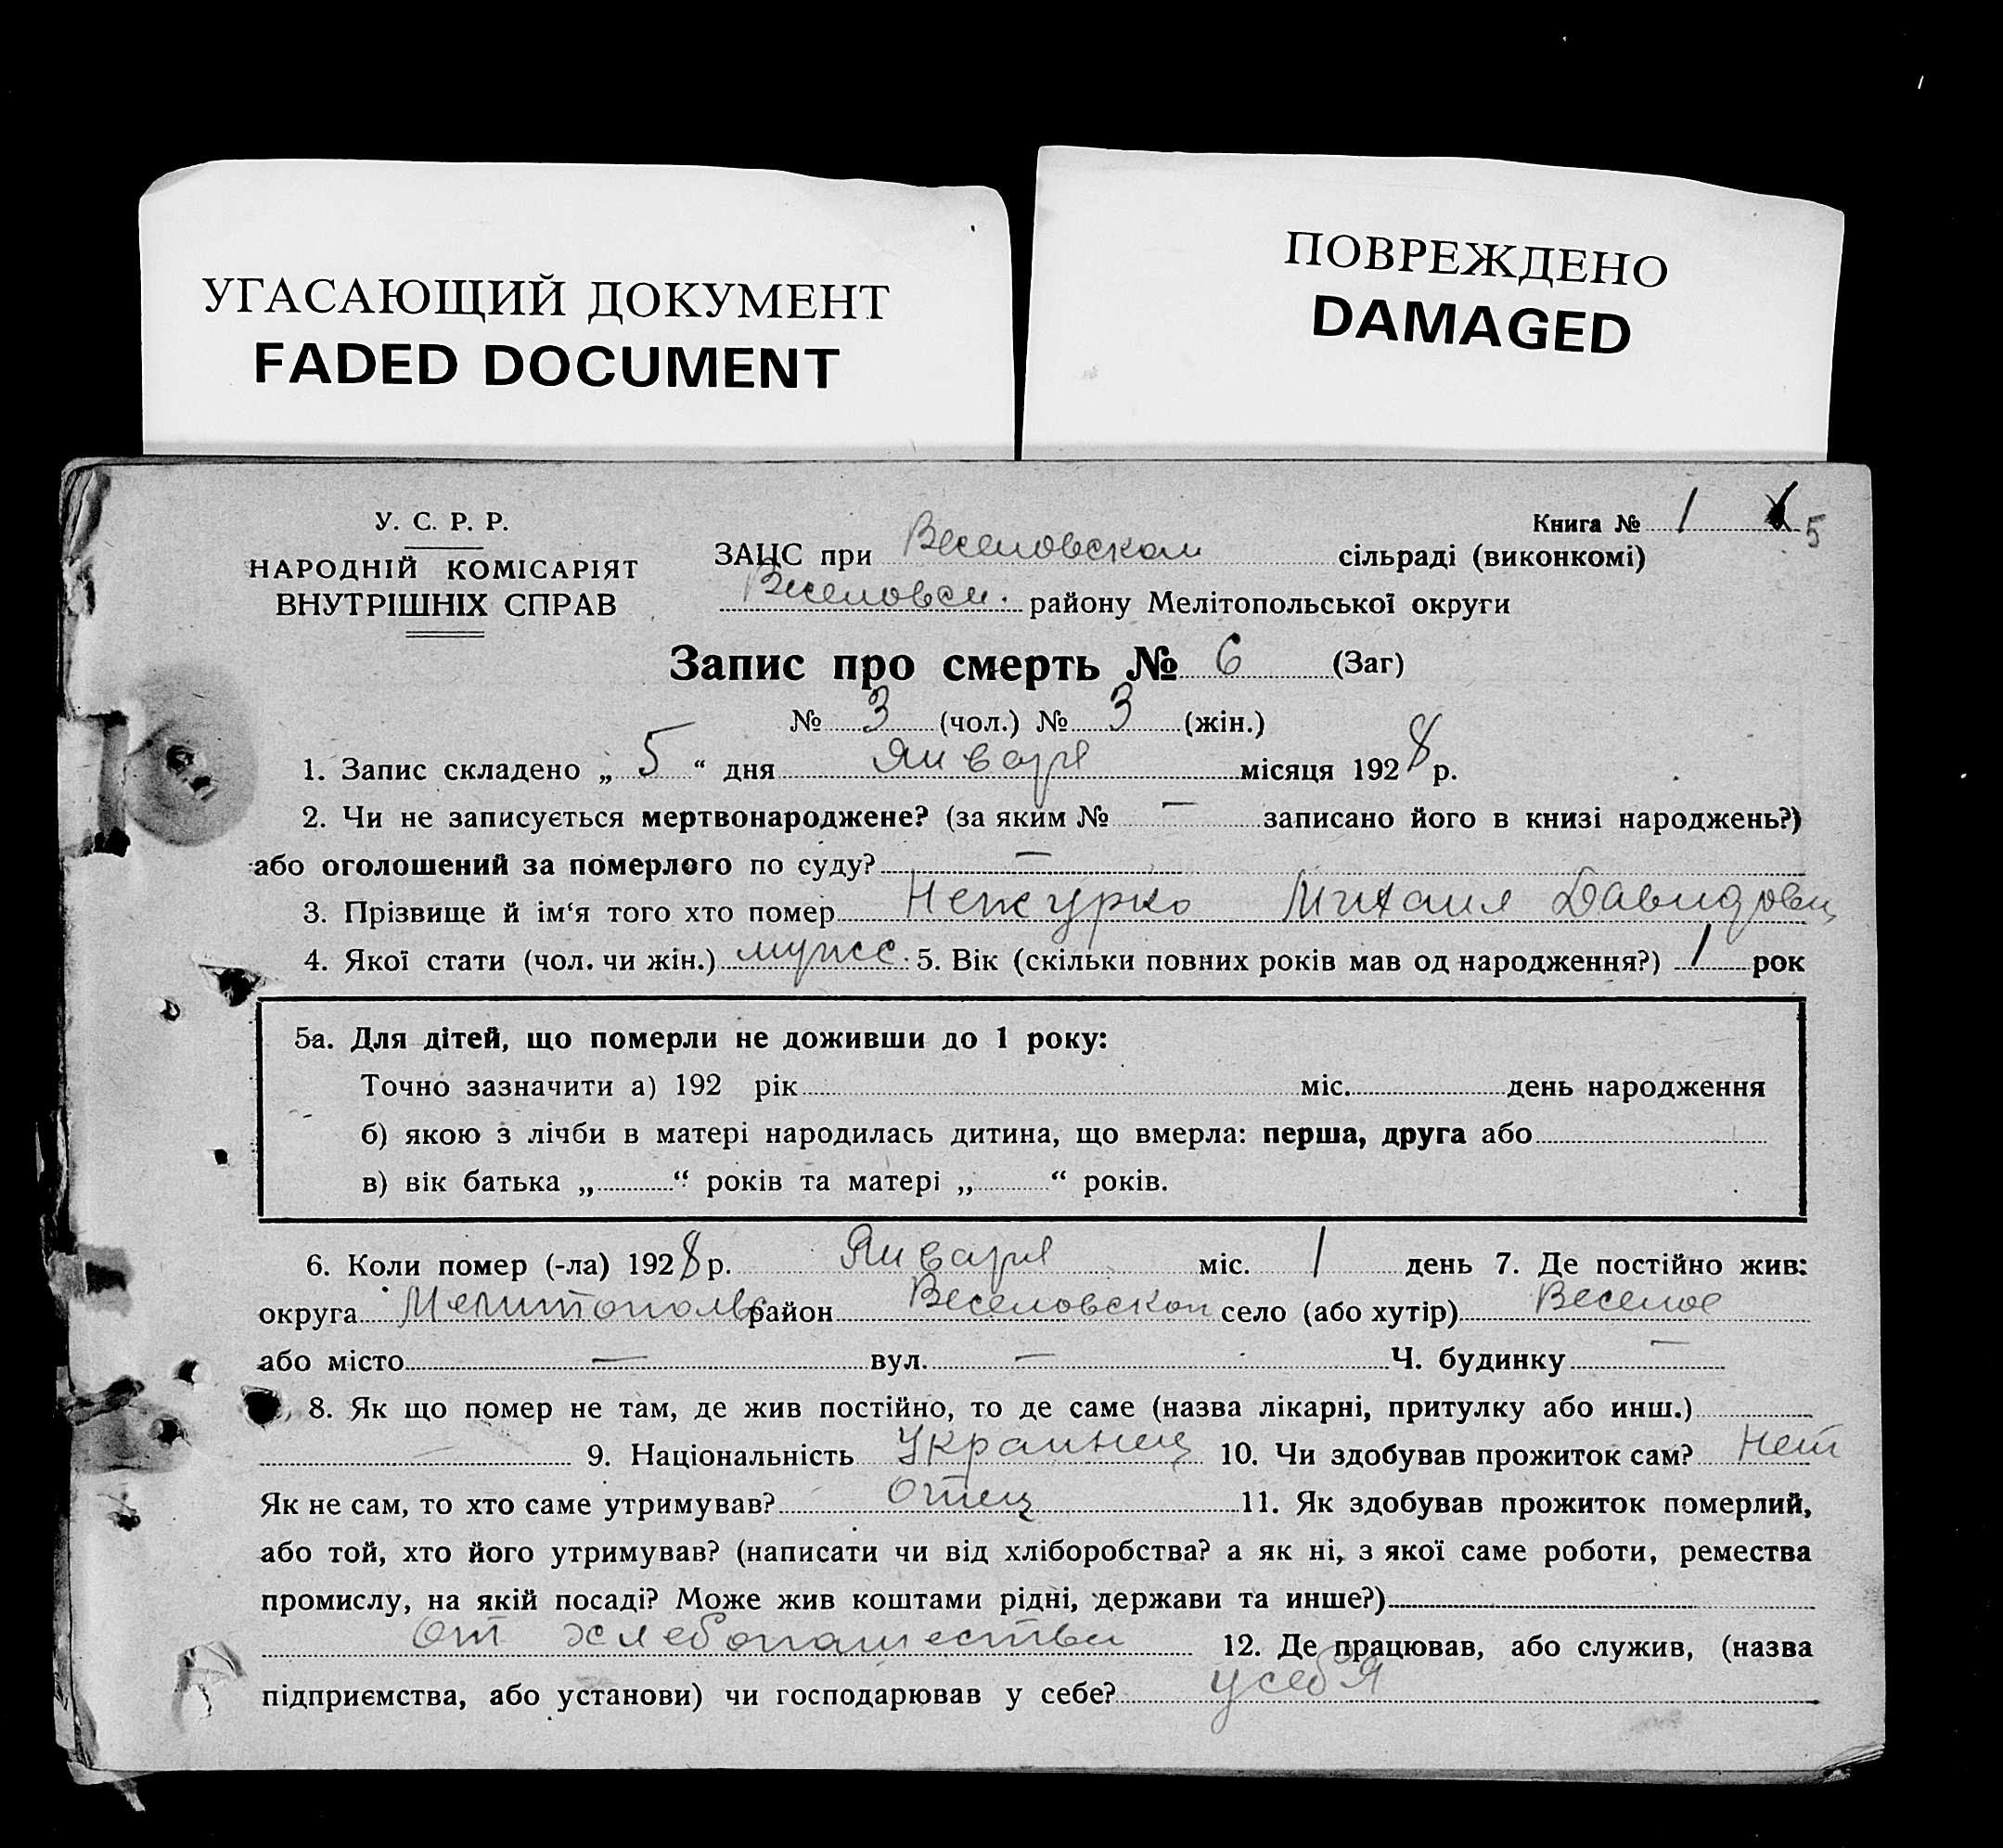 УГАСАЮЩИЙ ДОКУМЕНТ
FADED DOCUMENT
ПОВРЕЖДЕНО
DAMAGED
У. С. Р. Р.
НАРОДНІЙ КОМІСАРІЯТ
ВНУТРІШНІХ СПРАВ
Книга № 1 5
ЗАЦС при Веселовском сільраді (виконкомі)
Веселовск. району Мелітопольської округи
Запис про смерть № 6 (Заг)
№ 3 (чол.) № 3 (жін.)
1. Запис складено „ 5 “ дня Января місяця 1928 р.
2. Чи не записується мертвонароджене? (за яким № — записано його в книзі народжень?)
або оголошений за померлого по суду? —
3. Прізвище й ім‘я того хто помер Нежурко Михаил Давидович
4. Якої стати (чол. чи жін.) мужс. 5. Вік (скільки повних років мав од народження?) 1 рок
5а. Для дітей, що померли не доживши до 1 року:
Точно зазначити а) 192 рік міс. день народження
б) якою з лічби в матері народилась дитина, що вмерла: перша, друга або
в) вік батька „ “ років та матері „ “ років.
6. Коли помер (-ла) 1928 р. Января міс. 1 день 7. Де постійно жив:
округа Мелитополь район Веселовском село (або хутір) Веселое
або місто — вул. — Ч. будинку —
8. Як що помер не там, де жив постійно, то де саме (назва лікарні, притулку або инш.)
— 9. Національність Украинец 10. Чи здобував прожиток сам? Нет
Як не сам, то хто саме утримував? Отец 11. Як здобував прожиток померлий,
або той, хто його утримував? (написати чи від хліборобства? а як ні, з якої саме роботи, ремества
промислу, на якій посаді? Може жив коштами рідні, держави та инше?)
От хлебопашества 12. Де працював, або служив, (назва
підприємства, або установи) чи господарював у себе? у себя